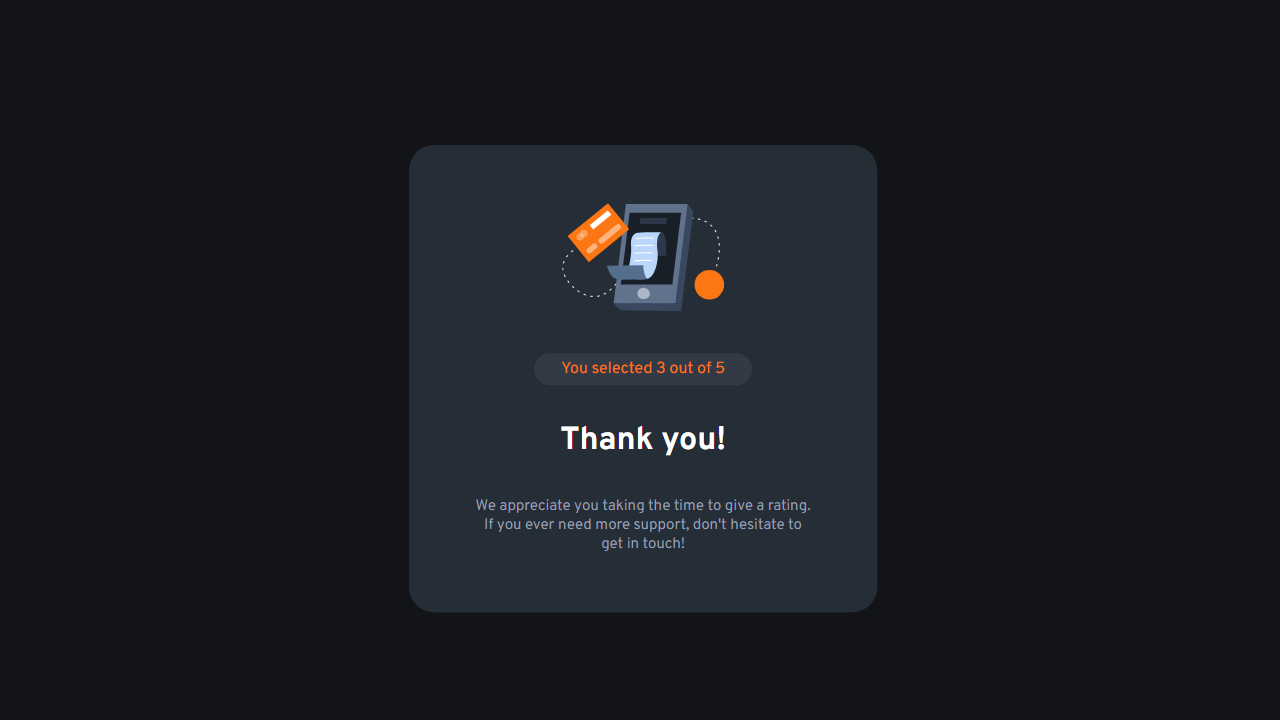 You selected 3 out of 5
Thank you!
We appreciate you taking the time to give a rating.
If you ever need more support, don't hesitate to
get in touch!